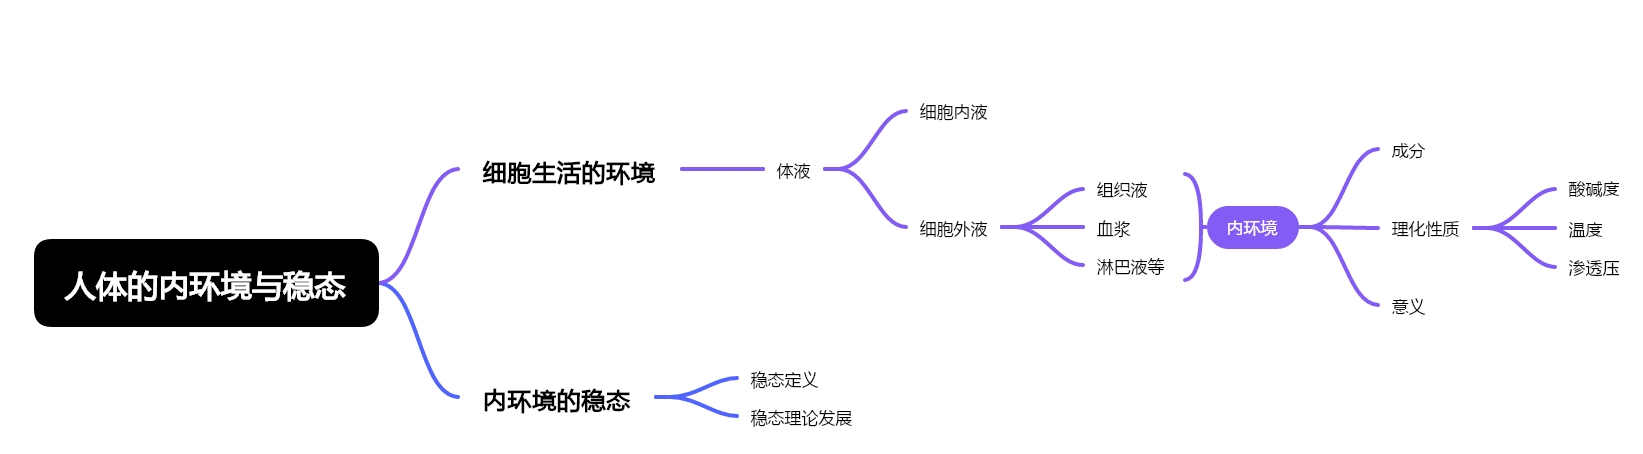 人体的内环境与稳态
细胞生活的环境
体液
细胞内液
细胞外液
组织液
血浆
淋巴液等
内环境
成分
理化性质
酸碱度
温度
渗透压
意义
内环境的稳态
稳态定义
稳态理论发展